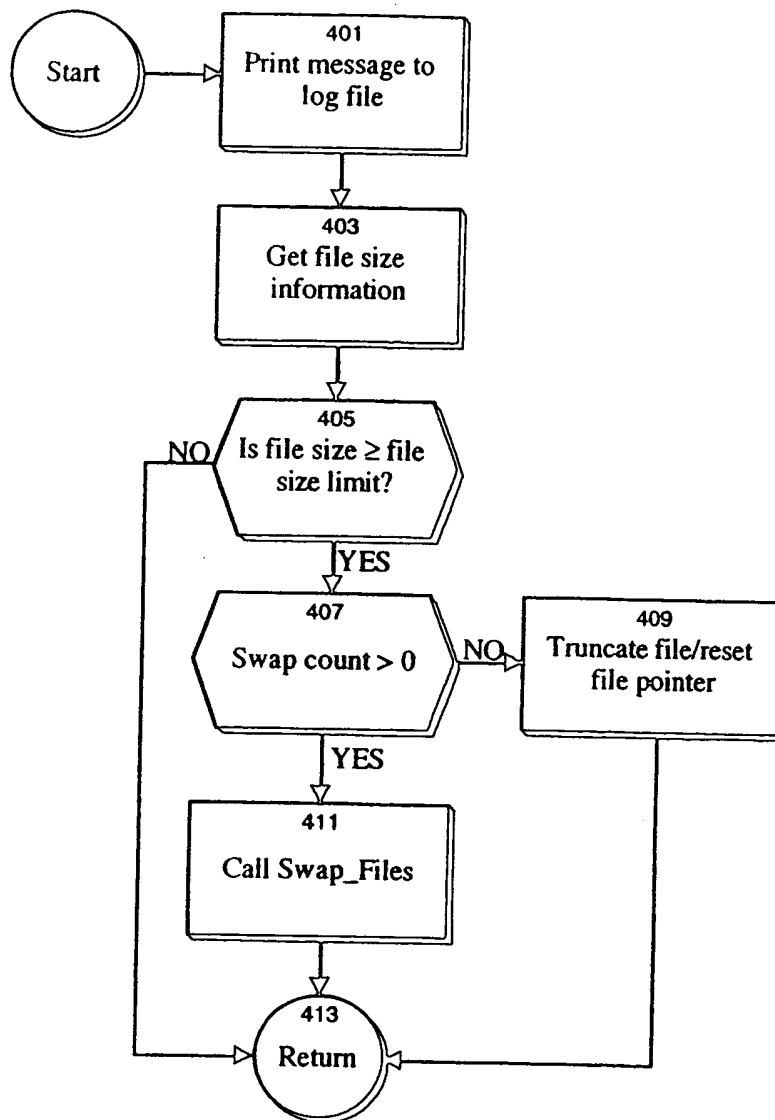 Start
401
Print message to
log file
403
Get file size
information
405
Is file size ≥ file
size limit?
NO
YES
407
Swap count > 0
NO
409
Truncate file/reset
file pointer
YES
411
Call Swap_Files
413
Return